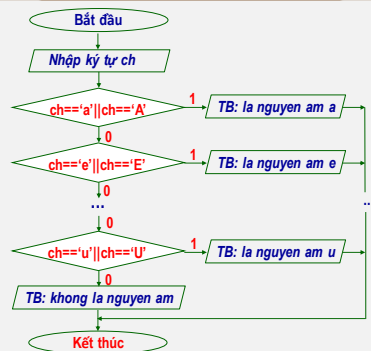 Bắt đầu
Nhập ký tự ch
ch=='a'||ch=='A'
1
TB: la nguyen am a
0
ch=='e'||ch=='E'
1
TB: la nguyen am e
0
...
..
0
ch=='u'||ch=='U'
1
TB: la nguyen am u
0
TB: khong la nguyen am
Kết thúc